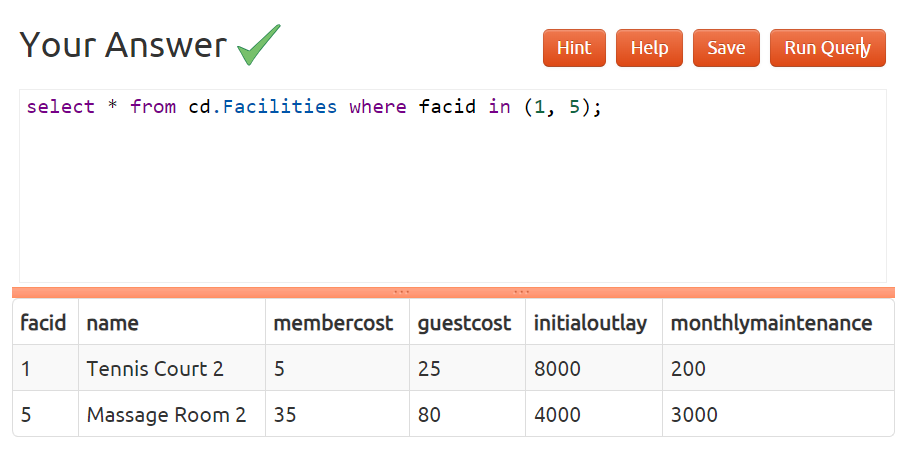 Your Answer
Hint Help Save Run Query
select * from cd.Facilities where facid in (1, 5);
facid name membercost guestcost initialoutlay monthlymaintenance
1 Tennis Court 2 5 25 8000 200
5 Massage Room 2 35 80 4000 3000